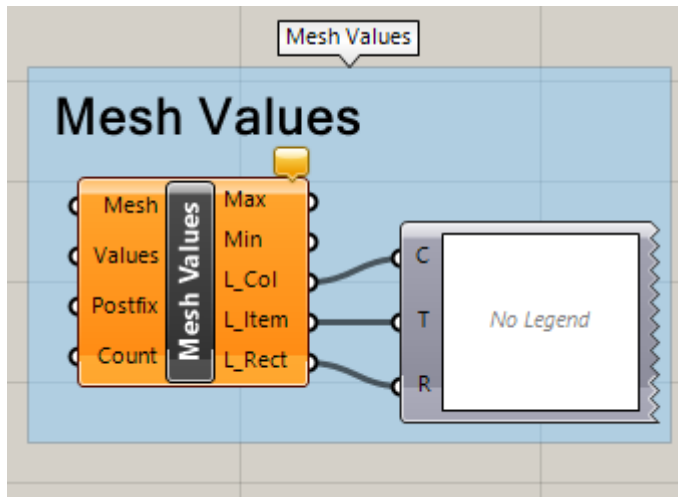 Mesh Values
Mesh Values
Mesh
Values
Postfix
Count
Mesh Values
Max
Min
L_Col
L_Item
L_Rect
C
T
R
No Legend